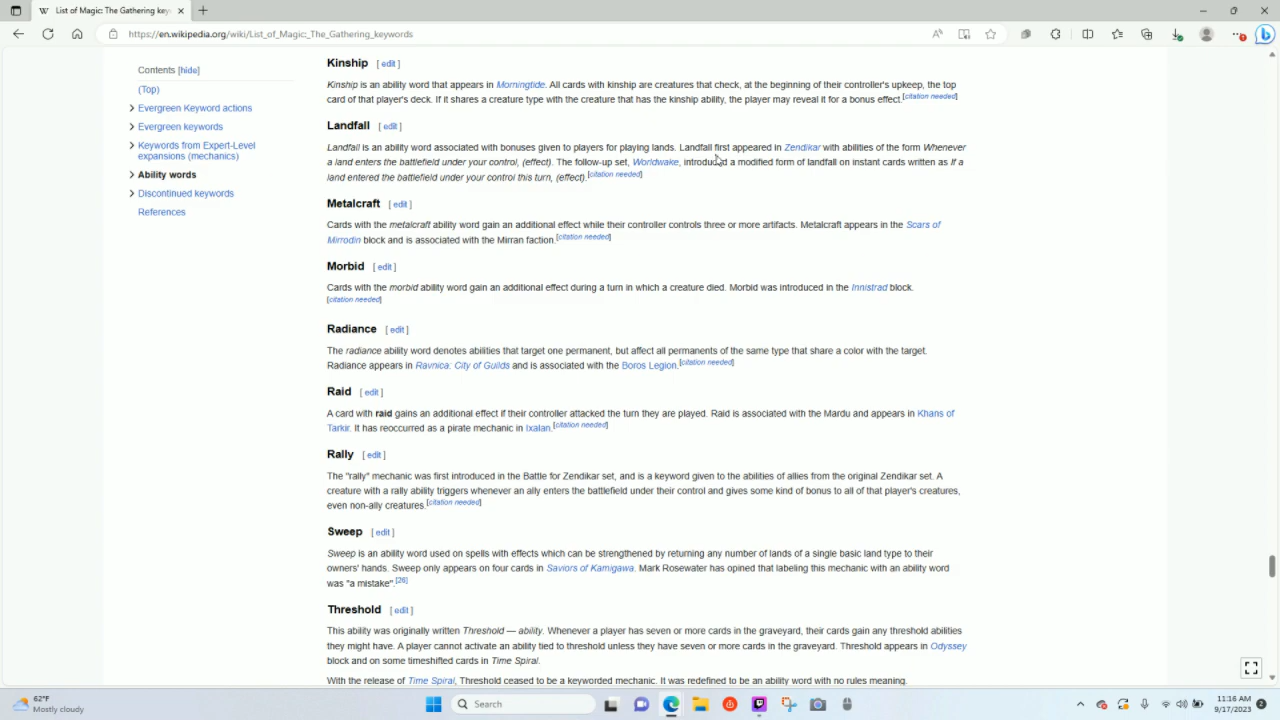 List of Magic: The Gathering key
https://en.wikipedia.org/wiki/List_of_Magic:_The_Gathering_keywords
Contents [hide]
(Top)
Evergreen Keyword actions
Evergreen keywords
Keywords from Expert-Level
expansions (mechanics)
Ability words
Discontinued keywords
References
Kinship [ edit ]
Kinship is an ability word that appears in Morningtide. All cards with kinship are creatures that check, at the beginning of their controller's upkeep, the top
card of that player's deck. If it shares a creature type with the creature that has the kinship ability, the player may reveal it for a bonus effect.[citation needed]
Landfall [ edit ]
Landfall is an ability word associated with bonuses given to players for playing lands. Landfall first appeared in Zendikar with abilities of the form Whenever
a land enters the battlefield under your control, (effect). The follow-up set, Worldwake, introduced a modified form of landfall on instant cards written as If a
land entered the battlefield under your control this turn, (effect).[citation needed]
Metalcraft [ edit ]
Cards with the metalcraft ability word gain an additional effect while their controller controls three or more artifacts. Metalcraft appears in the Scars of
Mirrodin block and is associated with the Mirran faction.[citation needed]
Morbid [ edit ]
Cards with the morbid ability word gain an additional effect during a turn in which a creature died. Morbid was introduced in the Innistrad block.
[citation needed]
Radiance [ edit ]
The radiance ability word denotes abilities that target one permanent, but affect all permanents of the same type that share a color with the target.
Radiance appears in Ravnica: City of Guilds and is associated with the Boros Legion.[citation needed]
Raid [ edit ]
A card with raid gains an additional effect if their controller attacked the turn they are played. Raid is associated with the Mardu and appears in Khans of
Tarkir. It has reoccurred as a pirate mechanic in Ixalan.[citation needed]
Rally [ edit ]
The "rally" mechanic was first introduced in the Battle for Zendikar set, and is a keyword given to the abilities of allies from the original Zendikar set. A
creature with a rally ability triggers whenever an ally enters the battlefield under their control and gives some kind of bonus to all of that player's creatures,
even non-ally creatures.[citation needed]
Sweep [ edit ]
Sweep is an ability word used on spells with effects which can be strengthened by returning any number of lands of a single basic land type to their
owners' hands. Sweep only appears on four cards in Saviors of Kamigawa. Mark Rosewater has opined that labeling this mechanic with an ability word
was "a mistake".[26]
Threshold [ edit ]
This ability was originally written Threshold — ability. Whenever a player has seven or more cards in the graveyard, their cards gain any threshold abilities
they might have. A player cannot activate an ability tied to threshold unless they have seven or more cards in the graveyard. Threshold appears in Odyssey
block and on some timeshifted cards in Time Spiral.
With the release of Time Spiral, Threshold ceased to be a keyworded mechanic. It was redefined to be an ability word with no rules meaning.
62°F
Mostly cloudy
Search
11:16 AM
9/17/2023